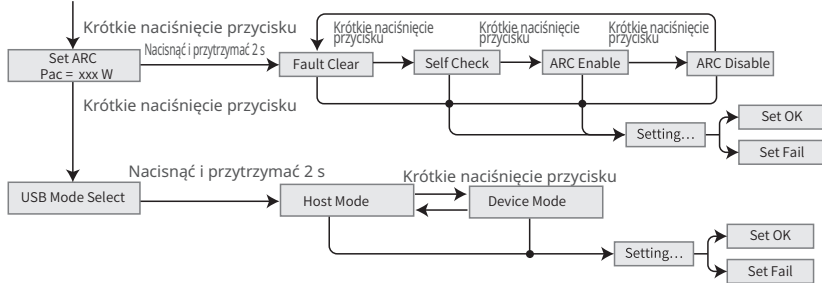 Krótkie naciśnięcie przycisku
Set ARC
Pac = xxx W
Nacisnąć i przytrzymać 2 s
Fault Clear
Krótkie naciśnięcie
przycisku
Self Check
Krótkie naciśnięcie
przycisku
ARC Enable
Krótkie naciśnięcie
przycisku
ARC Disable
Krótkie naciśnięcie przycisku
Setting...
Set OK
Set Fail
USB Mode Select
Nacisnąć i przytrzymać 2 s
Host Mode
Krótkie naciśnięcie przycisku
Device Mode
Setting...
Set OK
Set Fail